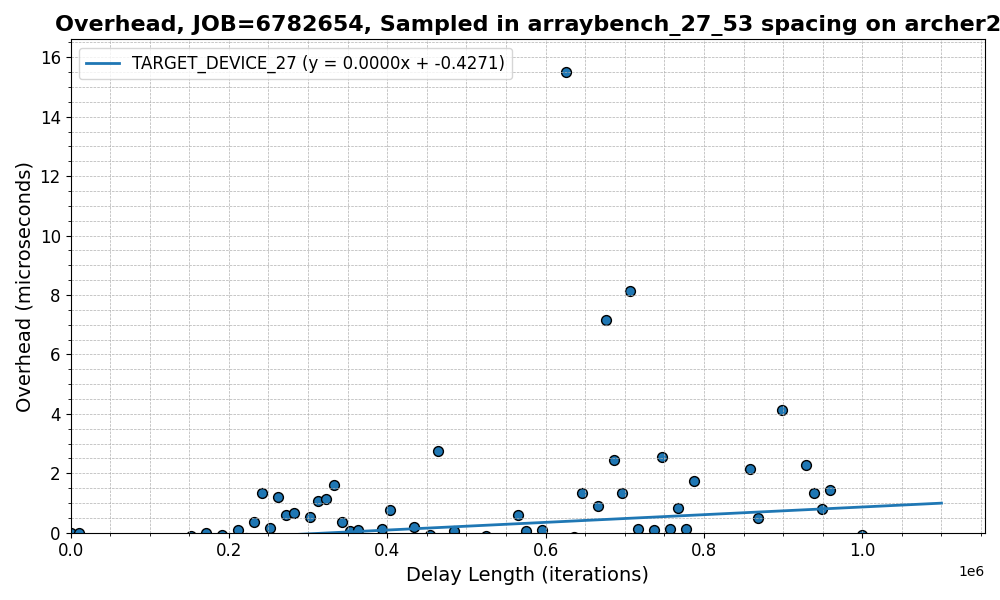 Overhead, JOB=6782654, Sampled in arraybench_27_53 spacing on archer2
TARGET_DEVICE_27 (y = 0.0000x + -0.4271)
Overhead (microseconds)
16
14
12
10
8
6
4
2
0
0.0 0.2 0.4 0.6 0.8 1.0
1e6
Delay Length (iterations)